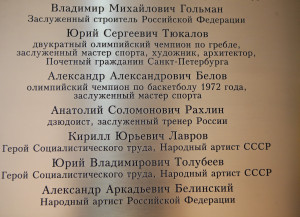 Владимир Михайлович Гольман
Заслуженный строитель Российской Федерации
Юрий Сергеевич Тюкалов
двукратный олимпийский чемпион по гребле,
заслуженный мастер спорта, художник, архитектор,
Почетный гражданин Санкт-Петербурга
Александр Александрович Белов
олимпийский чемпион по баскетболу 1972 года,
заслуженный мастер спорта
Анатолий Соломонович Рахлин
дзюдоист, заслуженный тренер России
Кирилл Юрьевич Лавров
Герой Социалистического труда, Народный артист СССР
Юрий Владимирович Толубеев
Герой Социалистического труда, Народный артист СССР
Александр Аркадьевич Белинский
Народный артист Российской Федерации